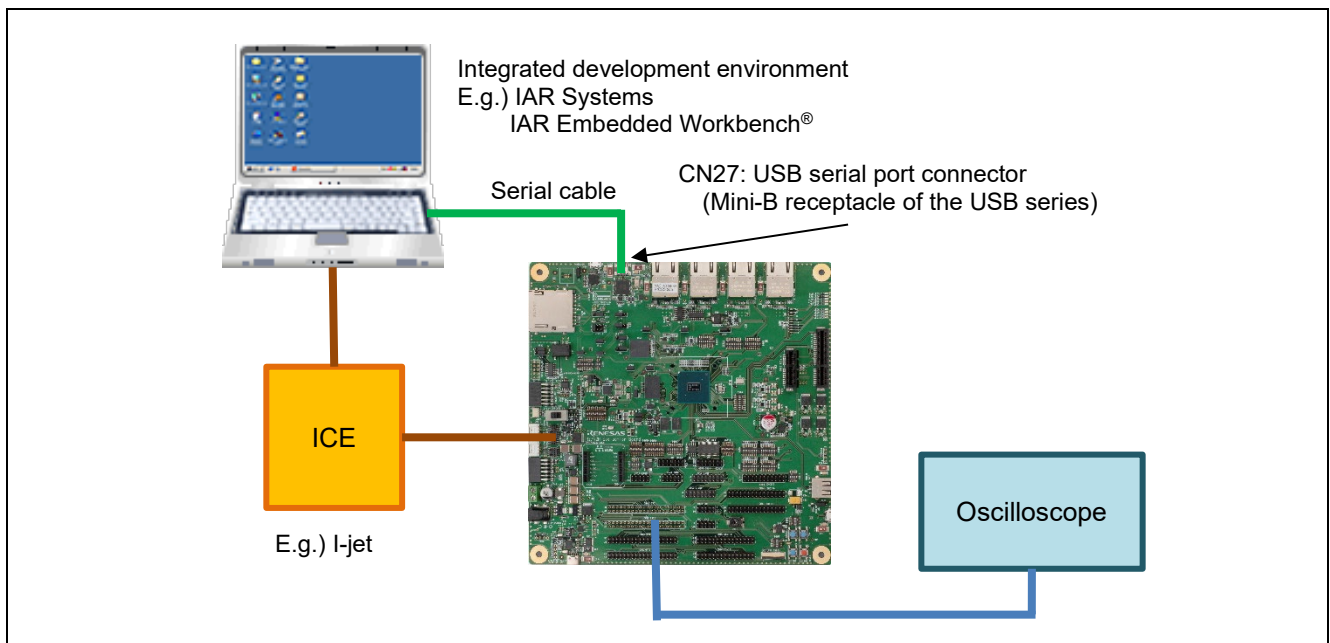 Integrated development environment
E.g.) IAR Systems
IAR Embedded Workbench®
CN27: USB serial port connector
(Mini-B receptacle of the USB series)
Serial cable
ICE
RENESAS
Oscilloscope
E.g.) I-jet